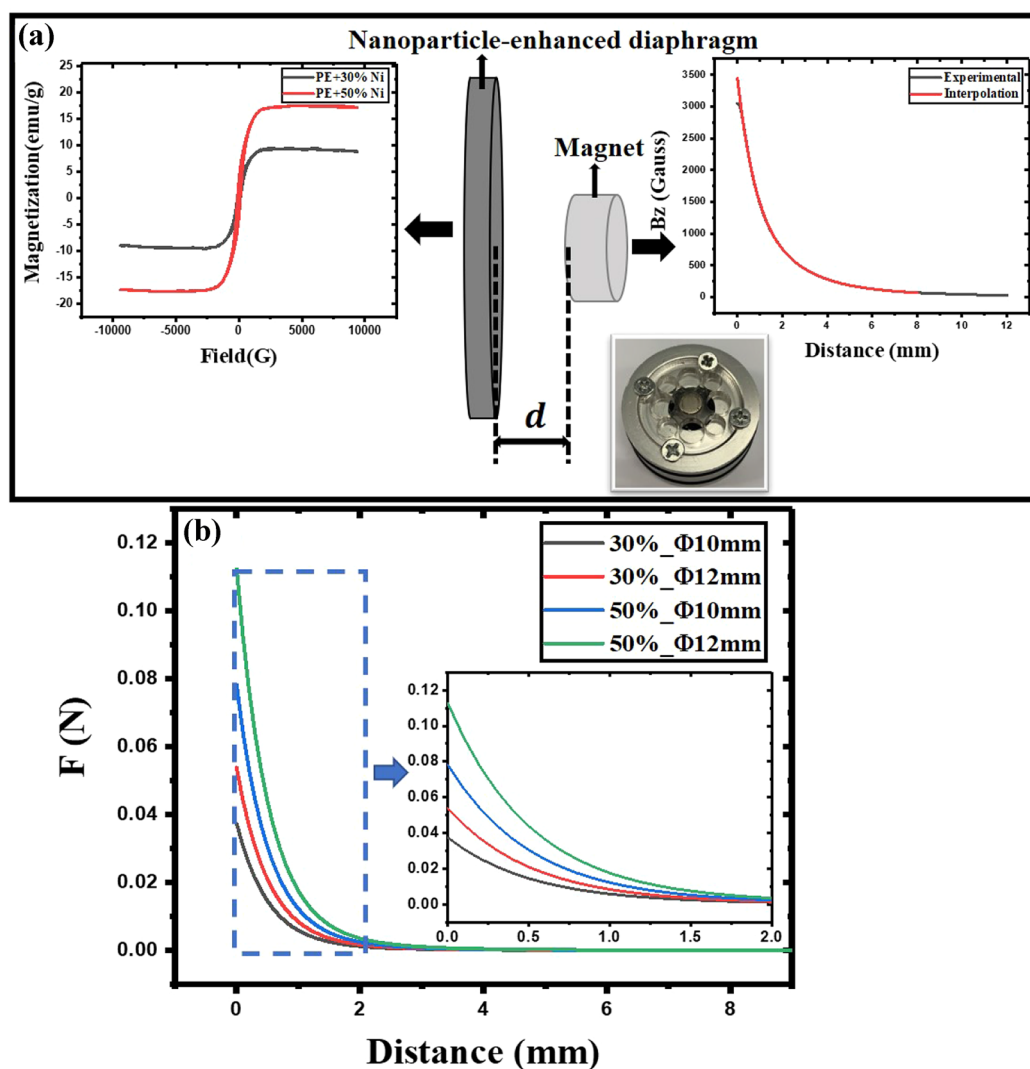 (a)
Nanoparticle-enhanced diaphragm
Magnetization(emu/g)
25
20
15
10
5
0
-5
-10
-15
-20
PE+30% Ni
PE+50% Ni
-10000 -5000 0 5000 10000
Field(G)
Magnet
d
Bz (Gauss)
3500
3000
2500
2000
1500
1000
500
0
Experimental
Interpolation
0 2 4 6 8 10 12
Distance (mm)
(b)
F (N)
0.12
0.10
0.08
0.06
0.04
0.02
0.00
30%_Φ10mm
30%_Φ12mm
50%_Φ10mm
50%_Φ12mm
0.12
0.10
0.08
0.06
0.04
0.02
0.00
0.0 0.5 1.0 1.5 2.0
0 2 4 6 8
Distance (mm)